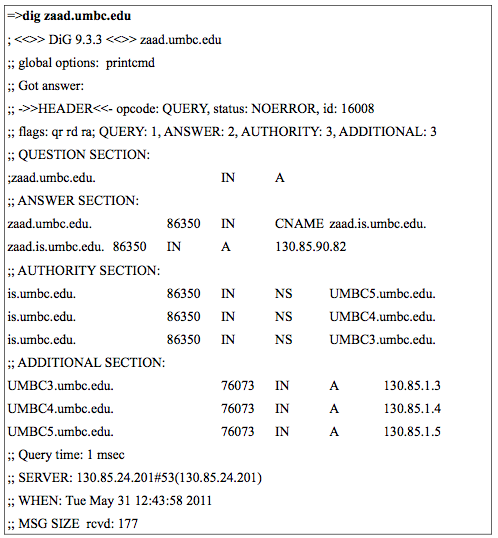 =>dig zaad.umbc.edu
; <<>> DiG 9.3.3 <<>> zaad.umbc.edu
;; global options: printcmd
;; Got answer:
;; ->>HEADER<<- opcode: QUERY, status: NOERROR, id: 16008
;; flags: qr rd ra; QUERY: 1, ANSWER: 2, AUTHORITY: 3, ADDITIONAL: 3
;; QUESTION SECTION:
;zaad.umbc.edu. IN A
;; ANSWER SECTION:
zaad.umbc.edu. 86350 IN CNAME zaad.is.umbc.edu.
zaad.is.umbc.edu. 86350 IN A 130.85.90.82
;; AUTHORITY SECTION:
is.umbc.edu. 86350 IN NS UMBC5.umbc.edu.
is.umbc.edu. 86350 IN NS UMBC4.umbc.edu.
is.umbc.edu. 86350 IN NS UMBC3.umbc.edu.
;; ADDITIONAL SECTION:
UMBC3.umbc.edu. 76073 IN A 130.85.1.3
UMBC4.umbc.edu. 76073 IN A 130.85.1.4
UMBC5.umbc.edu. 76073 IN A 130.85.1.5
;; Query time: 1 msec
;; SERVER: 130.85.24.201#53(130.85.24.201)
;; WHEN: Tue May 31 12:43:58 2011
;; MSG SIZE rcvd: 177